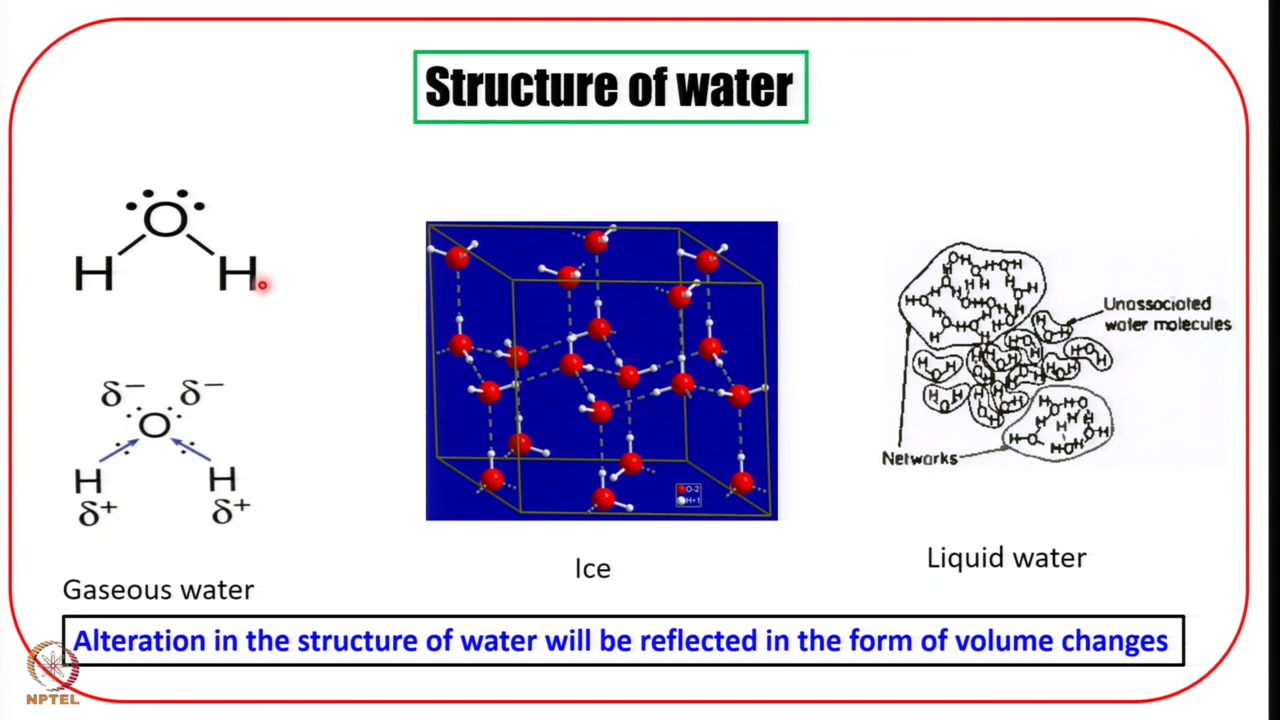 Structure of water
O
H H
δ− δ−
O
H H
δ+ δ+
Gaseous water
O-2
H+1
Ice
Unassociated
water molecules
Networks
Liquid water
Alteration in the structure of water will be reflected in the form of volume changes
NPTEL